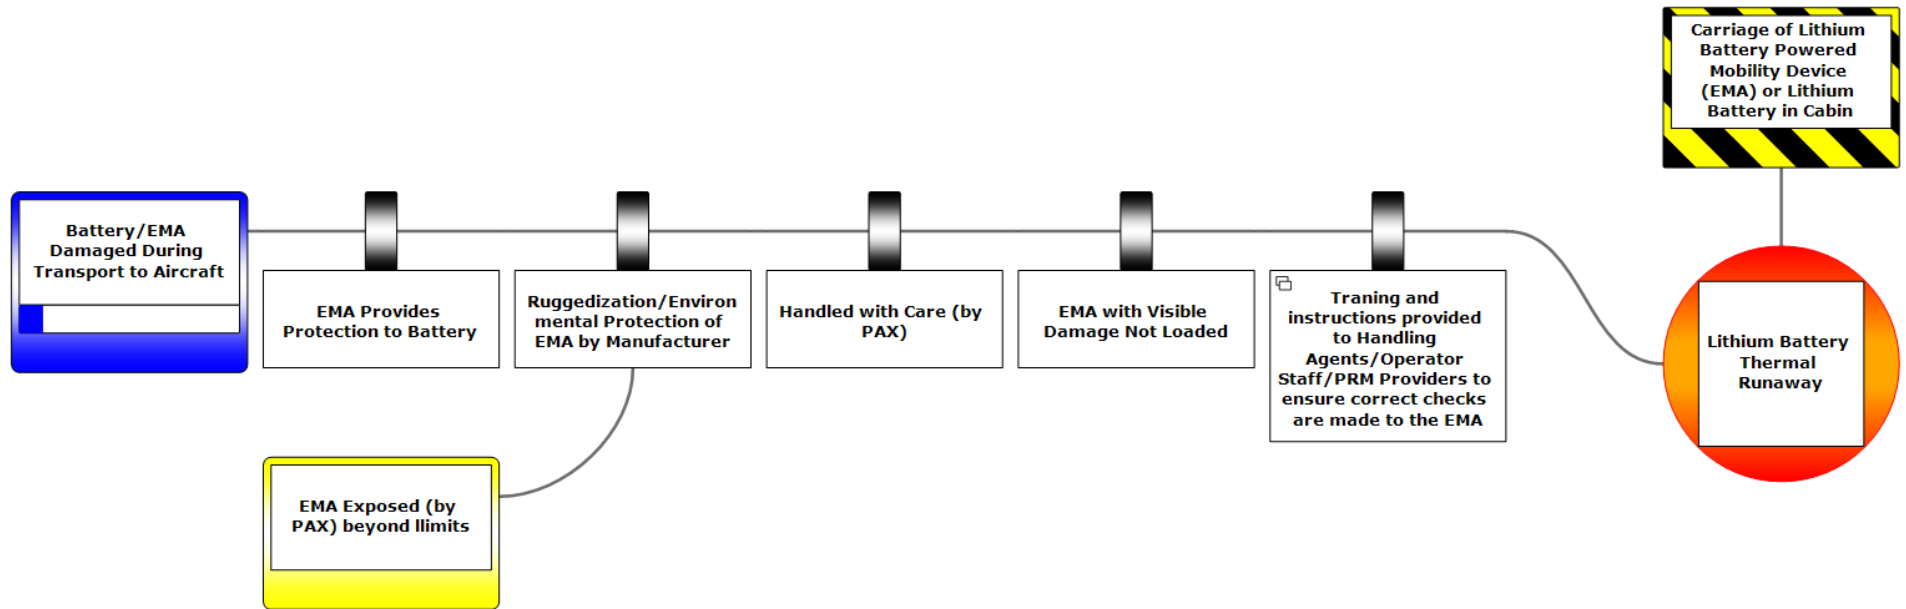 Carriage of Lithium
Battery Powered
Mobility Device
(EMA) or Lithium
Battery in Cabin
Battery/EMA
Damaged During
Transport to Aircraft
EMA Provides
Protection to Battery
Ruggedization/Environ
mental Protection of
EMA by Manufacturer
Handled with Care (by
PAX)
EMA with Visible
Damage Not Loaded
Traning and
instructions provided
to Handling
Agents/Operator
Staff/PRM Providers to
ensure correct checks
are made to the EMA
Lithium Battery
Thermal
Runaway
EMA Exposed (by
PAX) beyond llimits